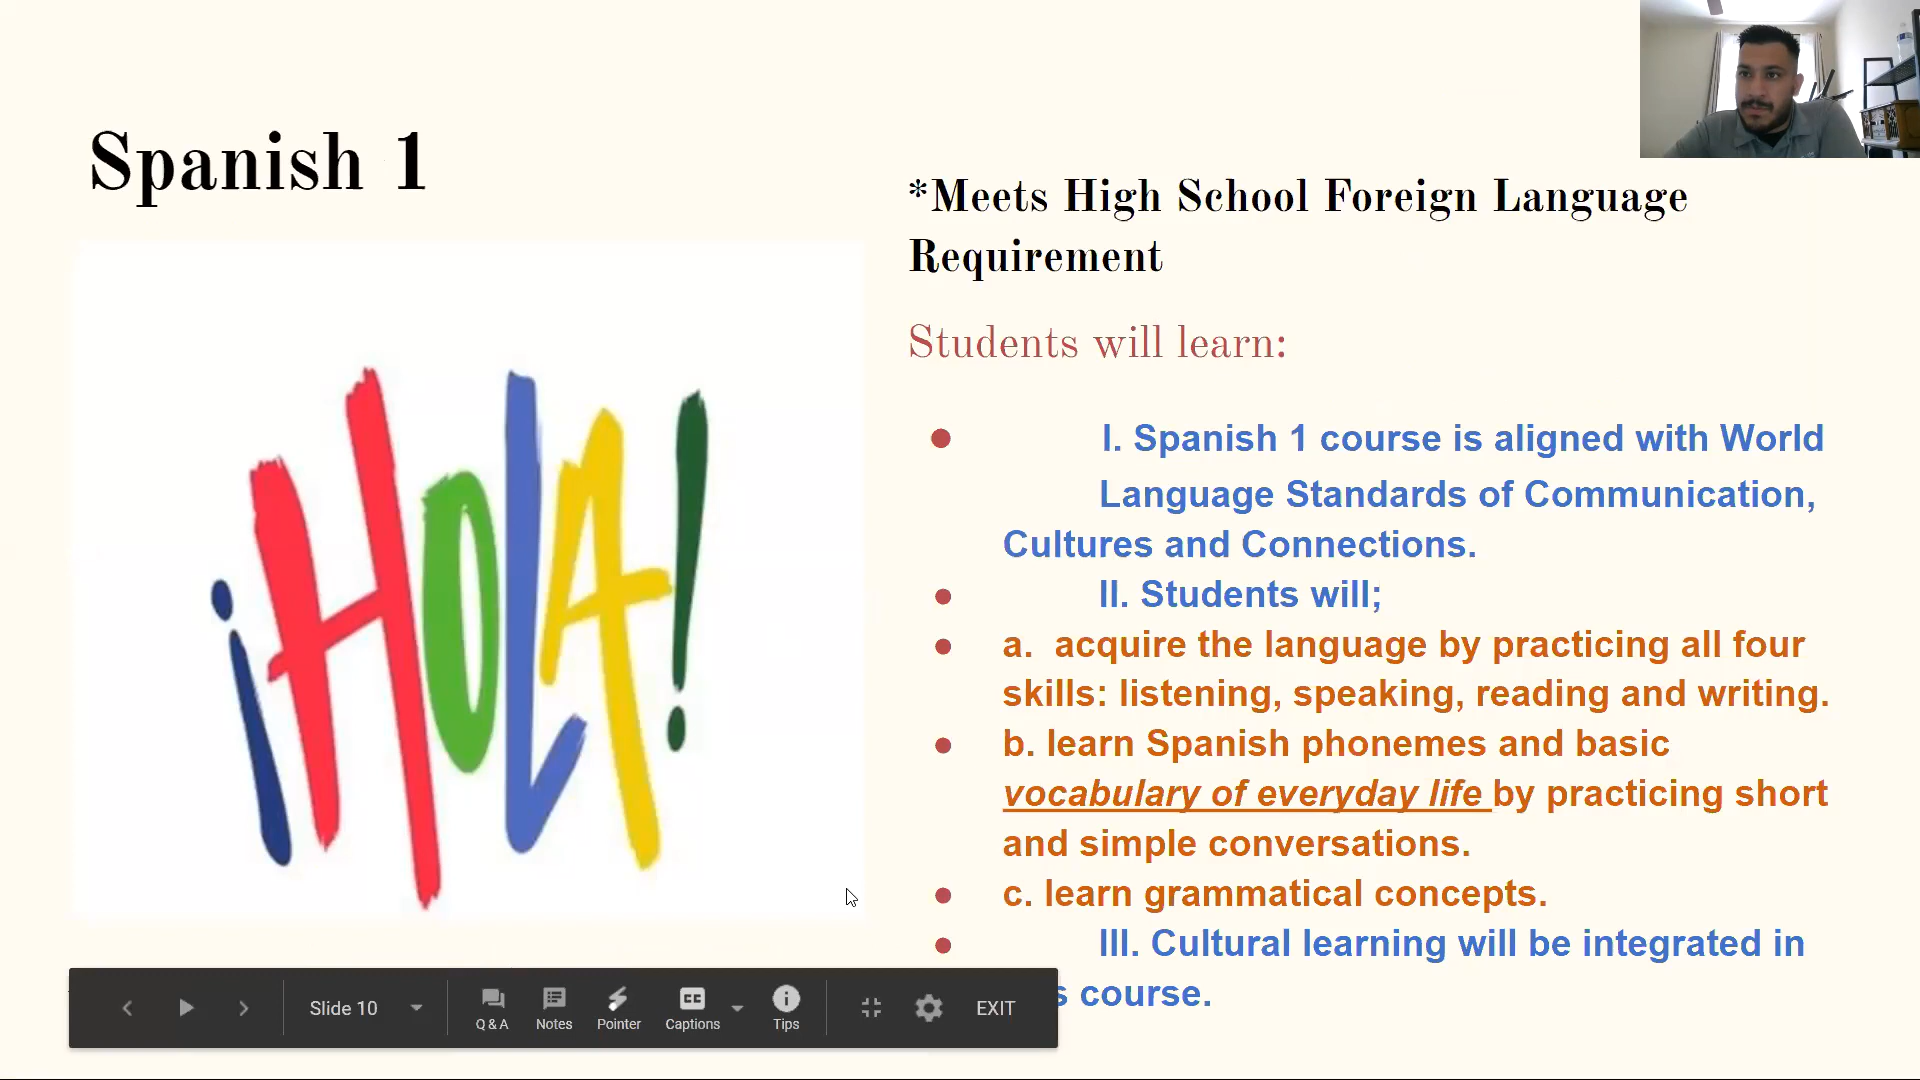 Spanish 1
*Meets High School Foreign Language
Requirement
Students will learn:
¡HOLA!
I. Spanish 1 course is aligned with World
Language Standards of Communication,
Cultures and Connections.
II. Students will;
a. acquire the language by practicing all four
skills: listening, speaking, reading and writing.
b. learn Spanish phonemes and basic
vocabulary of everyday life by practicing short
and simple conversations.
c. learn grammatical concepts.
III. Cultural learning will be integrated in
course.
Slide 10
Q & A
Notes
Pointer
CC
Captions
Tips
EXIT